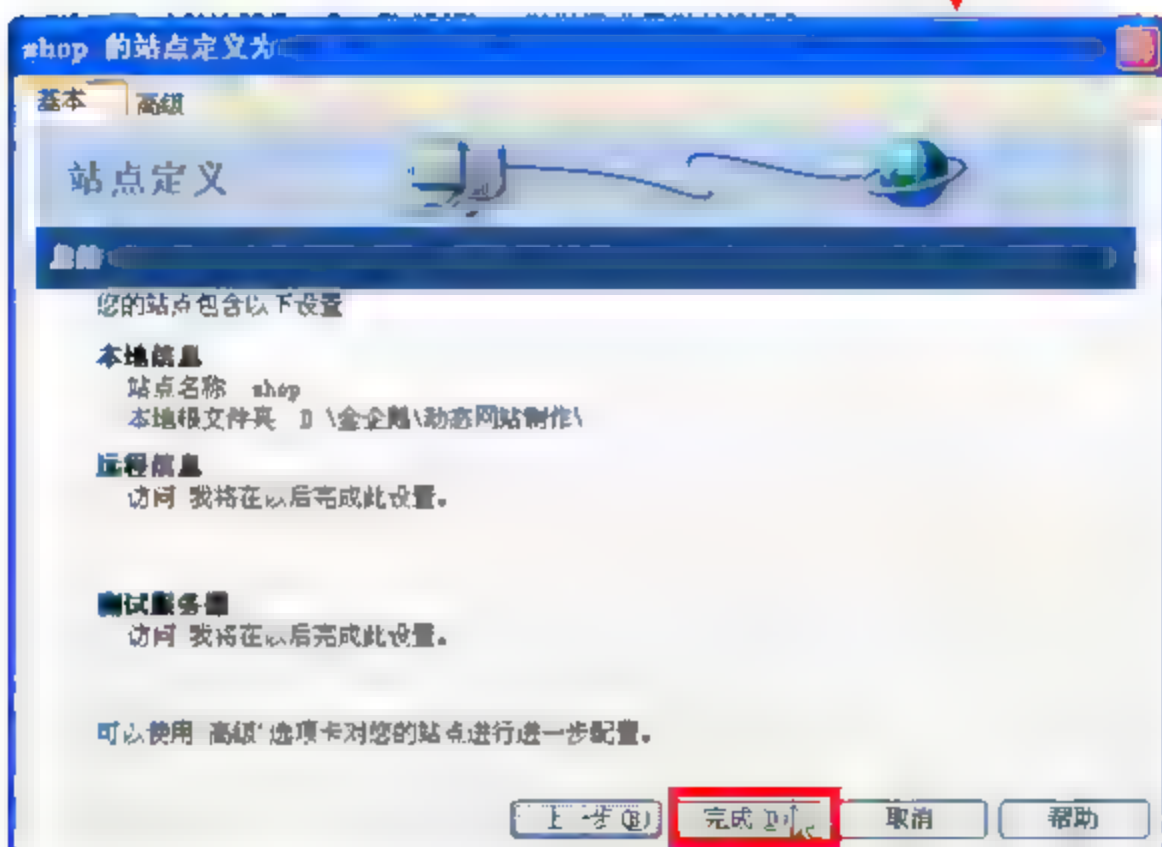 shop 的站点定义为
基本 高级
站点定义
您的站点包含以下设置
本地信息
站点名称 shop
本地根文件夹 D \金企鹅\动态网站制作\
远程信息
访问 我将在以后完成此设置。
测试服务器
访问 我将在以后完成此设置。
可以使用 高级"选项卡对您的站点进行进一步配置。
上一步(B) 完成(D) 取消 帮助